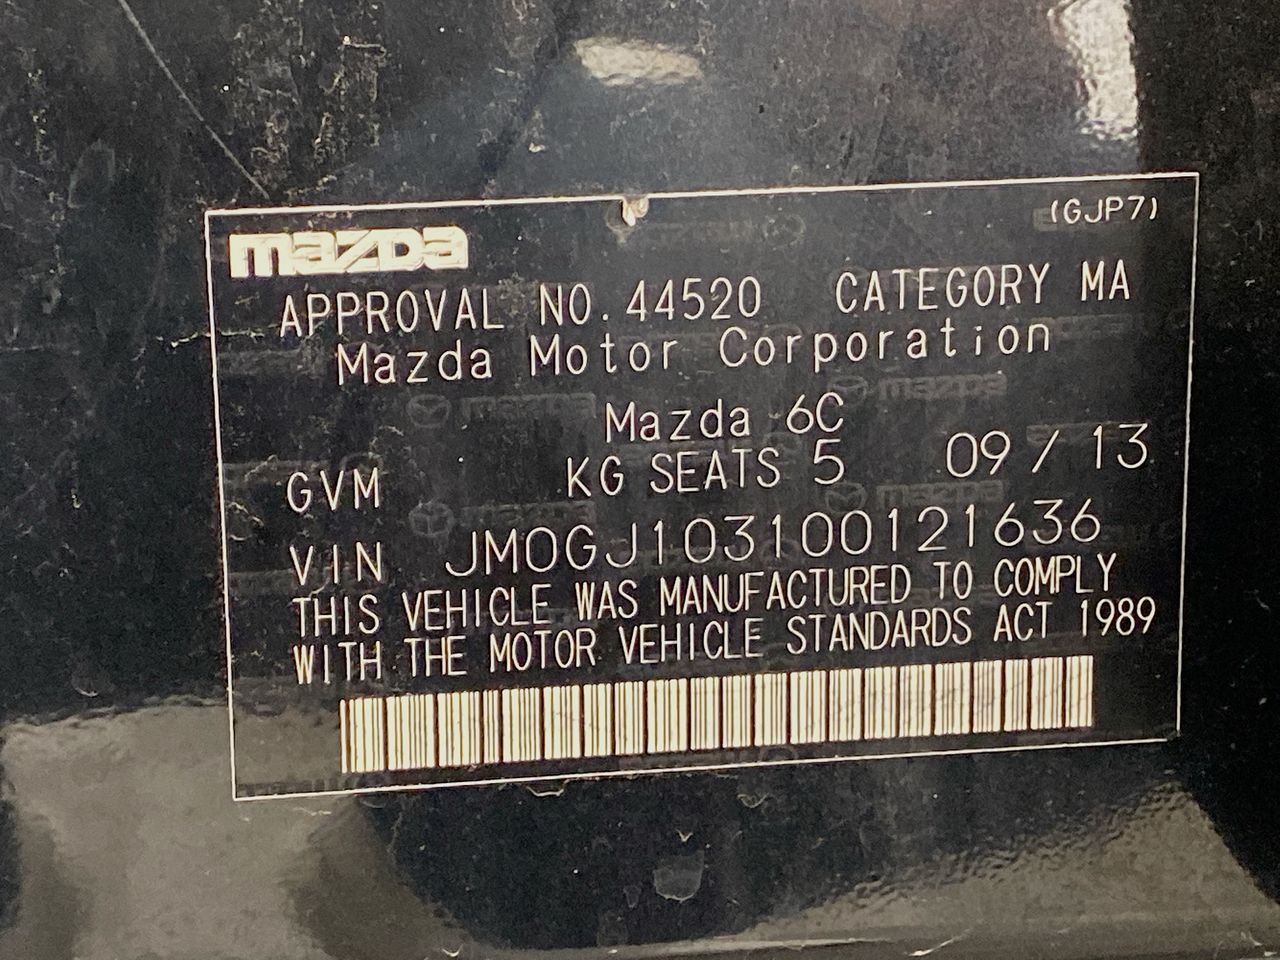 (GJP7)
mazda
APPROVAL NO. 44520 CATEGORY MA
Mazda Motor Corporation
Mazda 6C
GVM KG SEATS 5 09 / 13
VIN JM0GJ103100121636
THIS VEHICLE WAS MANUFACTURED TO COMPLY
WITH THE MOTOR VEHICLE STANDARDS ACT 1989